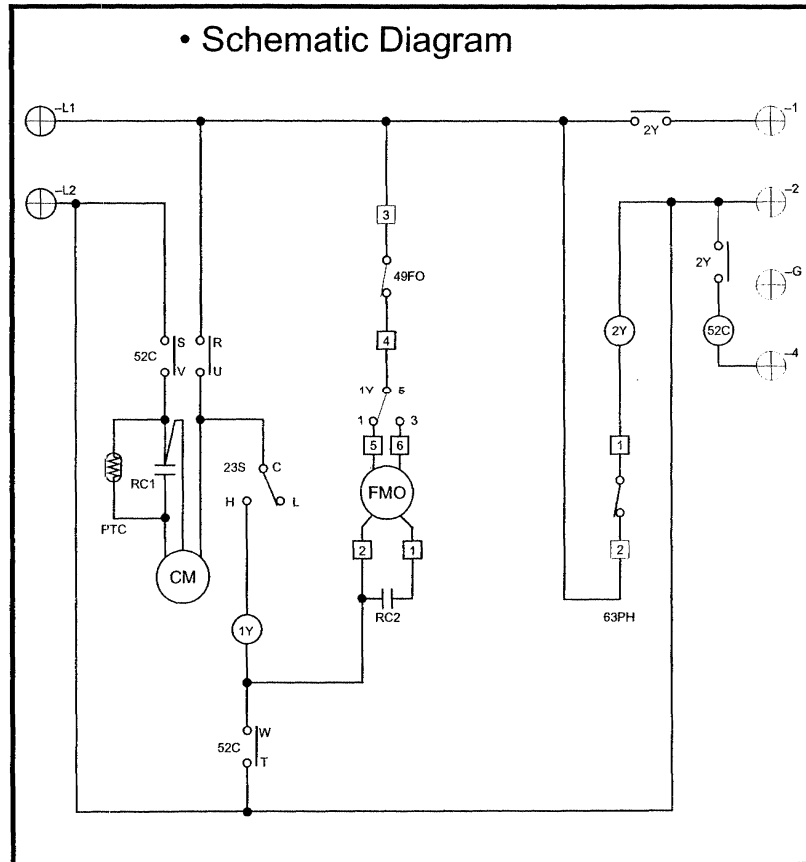 • Schematic Diagram
–L1
–1
2Y
–L2
–2
3
2Y
49FO
–G
S R
52C
2Y
52C
V U
4
–4
1Y 5
1 3
5 6
1
23S C
RC1
H L
FMO
PTC
2 1
2
CM
RC2
63PH
1Y
W
52C
T